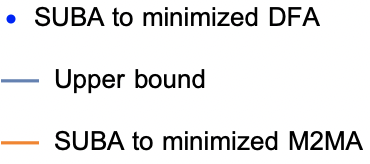 SUBA to minimized DFA
Upper bound
SUBA to minimized M2MA